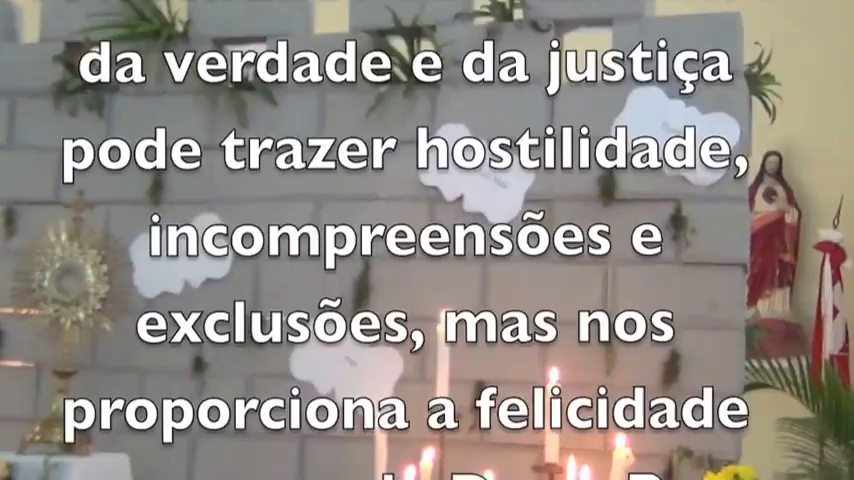 da verdade e da justiça
pode trazer hostilidade,
incompreensões e
exclusões, mas nos
proporciona a felicidade